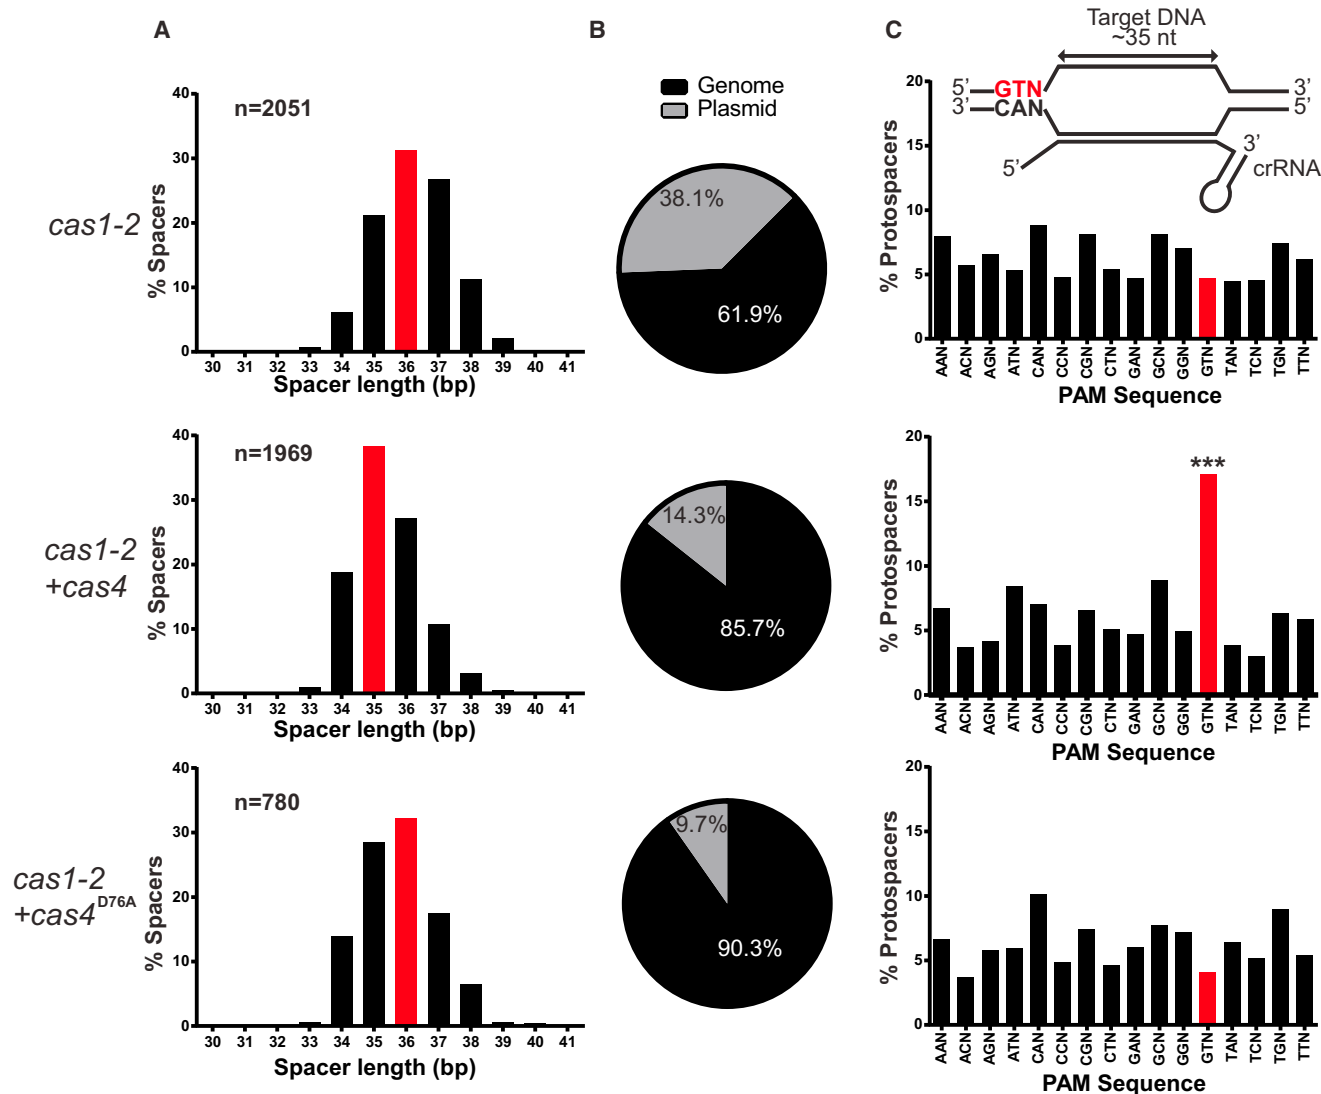 A
B
C
Target DNA
~35 nt
5’ GTN 3’
3’ CAN 5’
5’
3’
crRNA
Genome
Plasmid
cas1-2
n=2051
% Spacers
40
30
20
10
0
30 31 32 33 34 35 36 37 38 39 40 41
Spacer length (bp)
38.1%
61.9%
% Protospacers
20
15
10
5
0
AAN ACN AGN ATN CAN CCN CGN CTN GAN GCN GGN GTN TAN TCN TGN TTN
PAM Sequence
cas1-2
+cas4
n=1969
% Spacers
40
30
20
10
0
30 31 32 33 34 35 36 37 38 39 40 41
Spacer length (bp)
14.3%
85.7%
% Protospacers
20
15
10
5
0
***
AAN ACN AGN ATN CAN CCN CGN CTN GAN GCN GGN GTN TAN TCN TGN TTN
PAM Sequence
cas1-2
+cas4 D76A
n=780
% Spacers
40
30
20
10
0
30 31 32 33 34 35 36 37 38 39 40 41
Spacer length (bp)
9.7%
90.3%
% Protospacers
20
15
10
5
0
AAN ACN AGN ATN CAN CCN CGN CTN GAN GCN GGN GTN TAN TCN TGN TTN
PAM Sequence